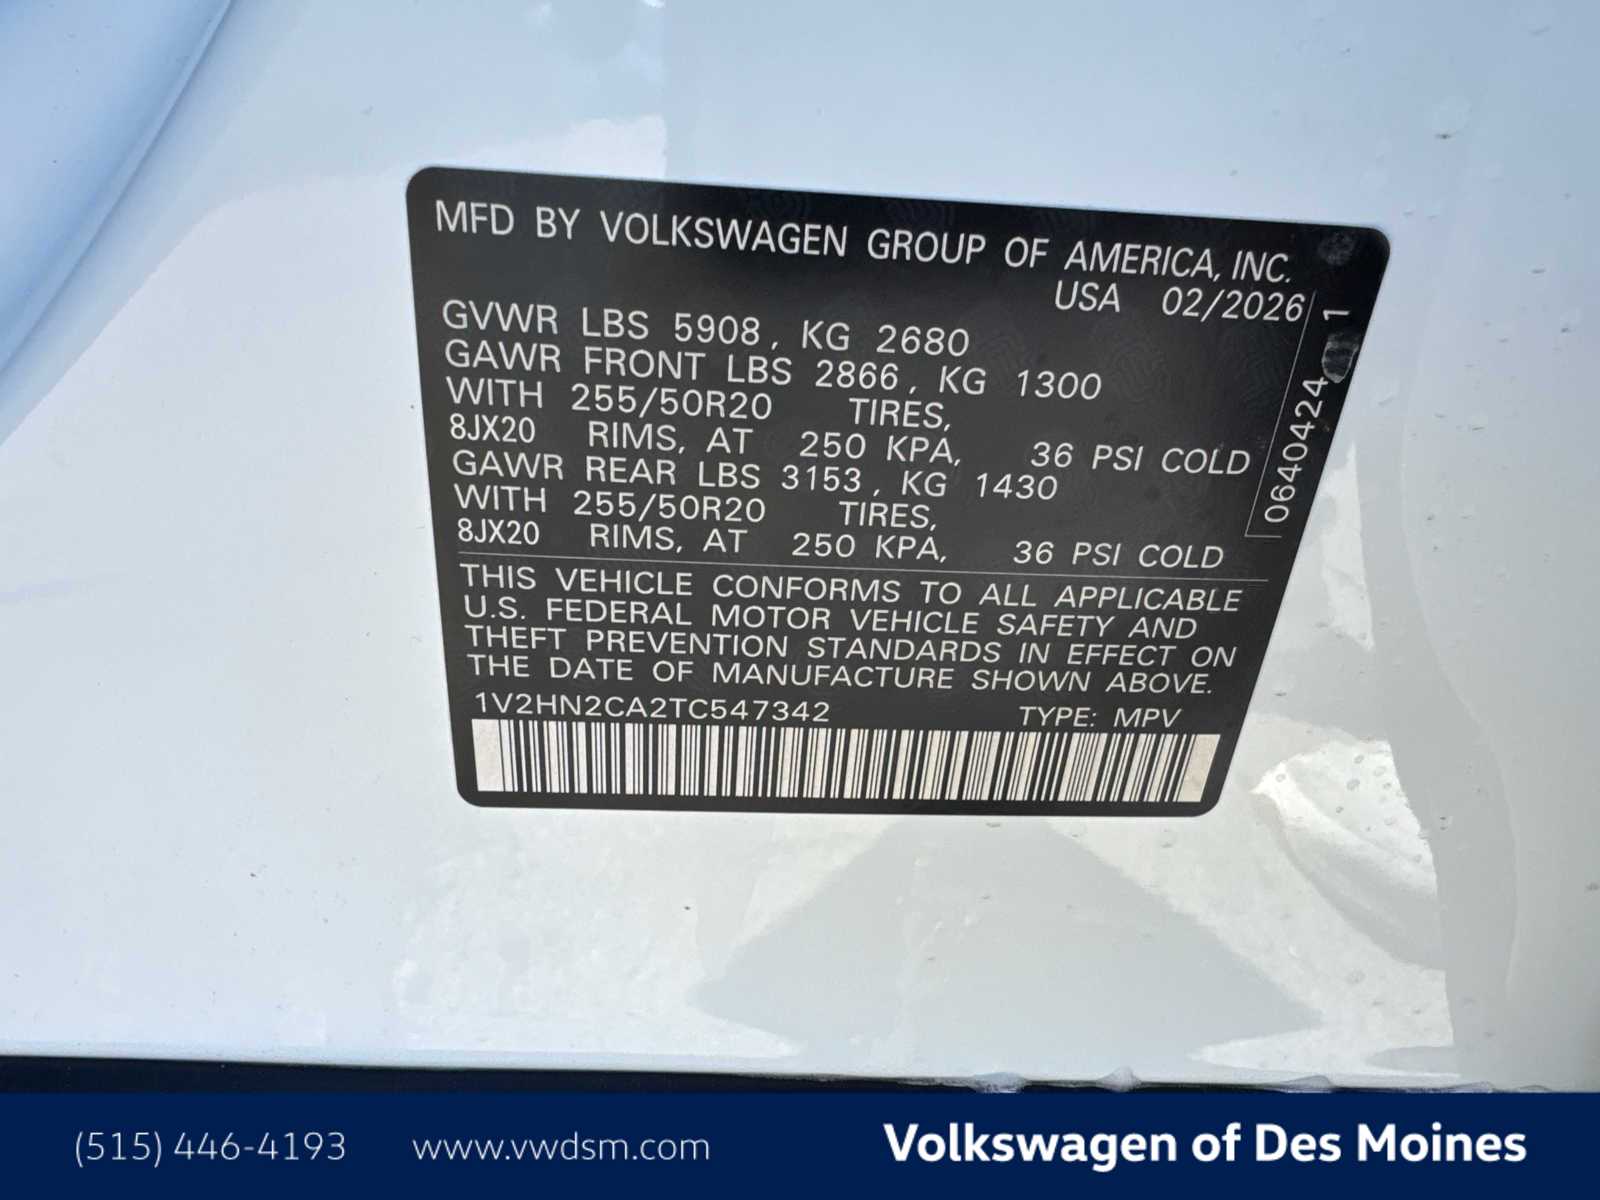 MFD BY VOLKSWAGEN GROUP OF AMERICA, INC.
USA 02/2026
GVWR LBS 5908, KG 2680
GAWR FRONT LBS 2866, KG 1300
WITH 255/50R20 TIRES,
8JX20 RIMS, AT 250 KPA, 36 PSI COLD
GAWR REAR LBS 3153, KG 1430
WITH 255/50R20 TIRES,
8JX20 RIMS, AT 250 KPA, 36 PSI COLD
0640424 1
THIS VEHICLE CONFORMS TO ALL APPLICABLE
U.S. FEDERAL MOTOR VEHICLE SAFETY AND
THEFT PREVENTION STANDARDS IN EFFECT ON
THE DATE OF MANUFACTURE SHOWN ABOVE.
1V2HN2CA2TC547342 TYPE: MPV
(515) 446-4193 www.vwdsm.com Volkswagen of Des Moines